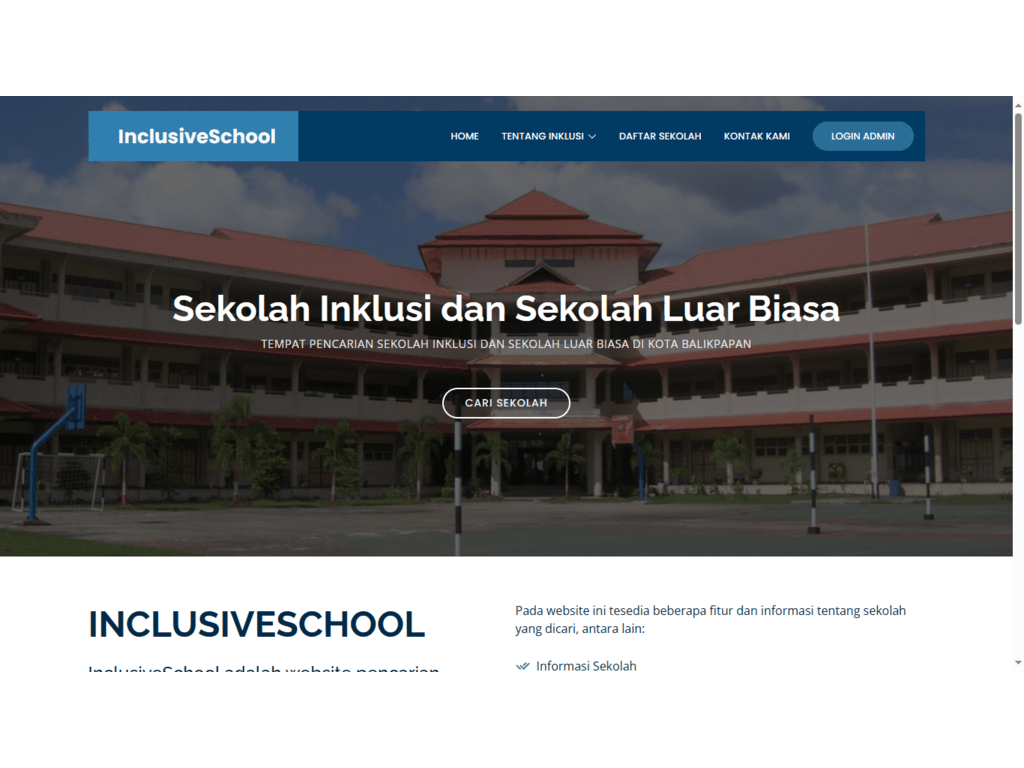 InclusiveSchool
HOME TENTANG INKLUSI DAFTAR SEKOLAH KONTAK KAMI LOGIN ADMIN
Sekolah Inklusi dan Sekolah Luar Biasa
TEMPAT PENCARIAN SEKOLAH INKLUSI DAN SEKOLAH LUAR BIASA DI KOTA BALIKPAPAN
CARI SEKOLAH
INCLUSIVESCHOOL
InclusiveSchool adalah website pencarian
Pada website ini tesedia beberapa fitur dan informasi tentang sekolah
yang dicari, antara lain:
Informasi Sekolah